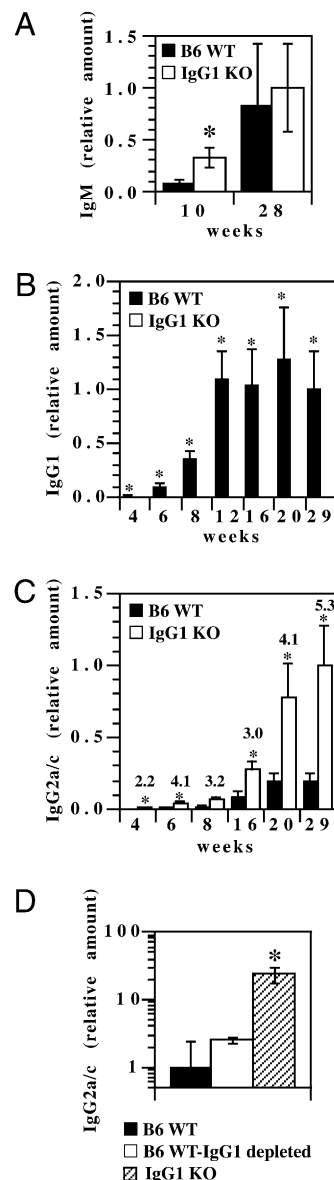 A
IgM (relative amount)
1.5
1.0
0.5
0.0
B6 WT
IgG1 KO
*
10 28
weeks
B
IgG1 (relative amount)
2.0
1.5
1.0
0.5
0.0
B6 WT
IgG1 KO
* * * * * * *
4 6 8 12 16 20 29
weeks
C
IgG2a/c (relative amount)
1.5
1.0
0.5
0.0
B6 WT
IgG1 KO
2.2 4.1 3.2 3.0 4.1 5.3
* * * * *
4 6 8 16 20 29
weeks
D
IgG2a/c (relative amount)
100
10
1
*
B6 WT
B6 WT-IgG1 depleted
IgG1 KO